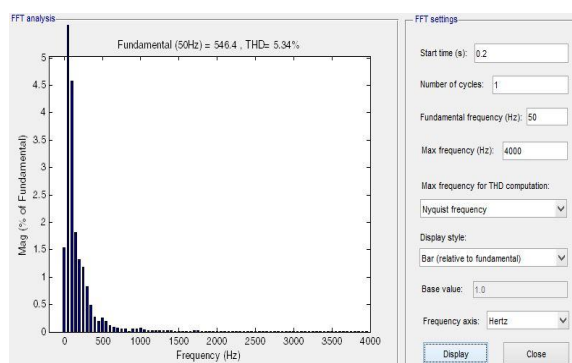 FFT analysis
Fundamental (50Hz) = 546.4 , THD= 5.34%
5
4.5
4
3.5
3
2.5
2
1.5
1
0.5
0
Mag (% of Fundamental)
0 500 1000 1500 2000 2500 3000 3500 4000
Frequency (Hz)
FFT settings
Start time (s): 0.2
Number of cycles: 1
Fundamental frequency (Hz): 50
Max frequency (Hz): 4000
Max frequency for THD computation:
Nyquist frequency
Display style:
Bar (relative to fundamental)
Base value: 1.0
Frequency axis: Hertz
Display Close